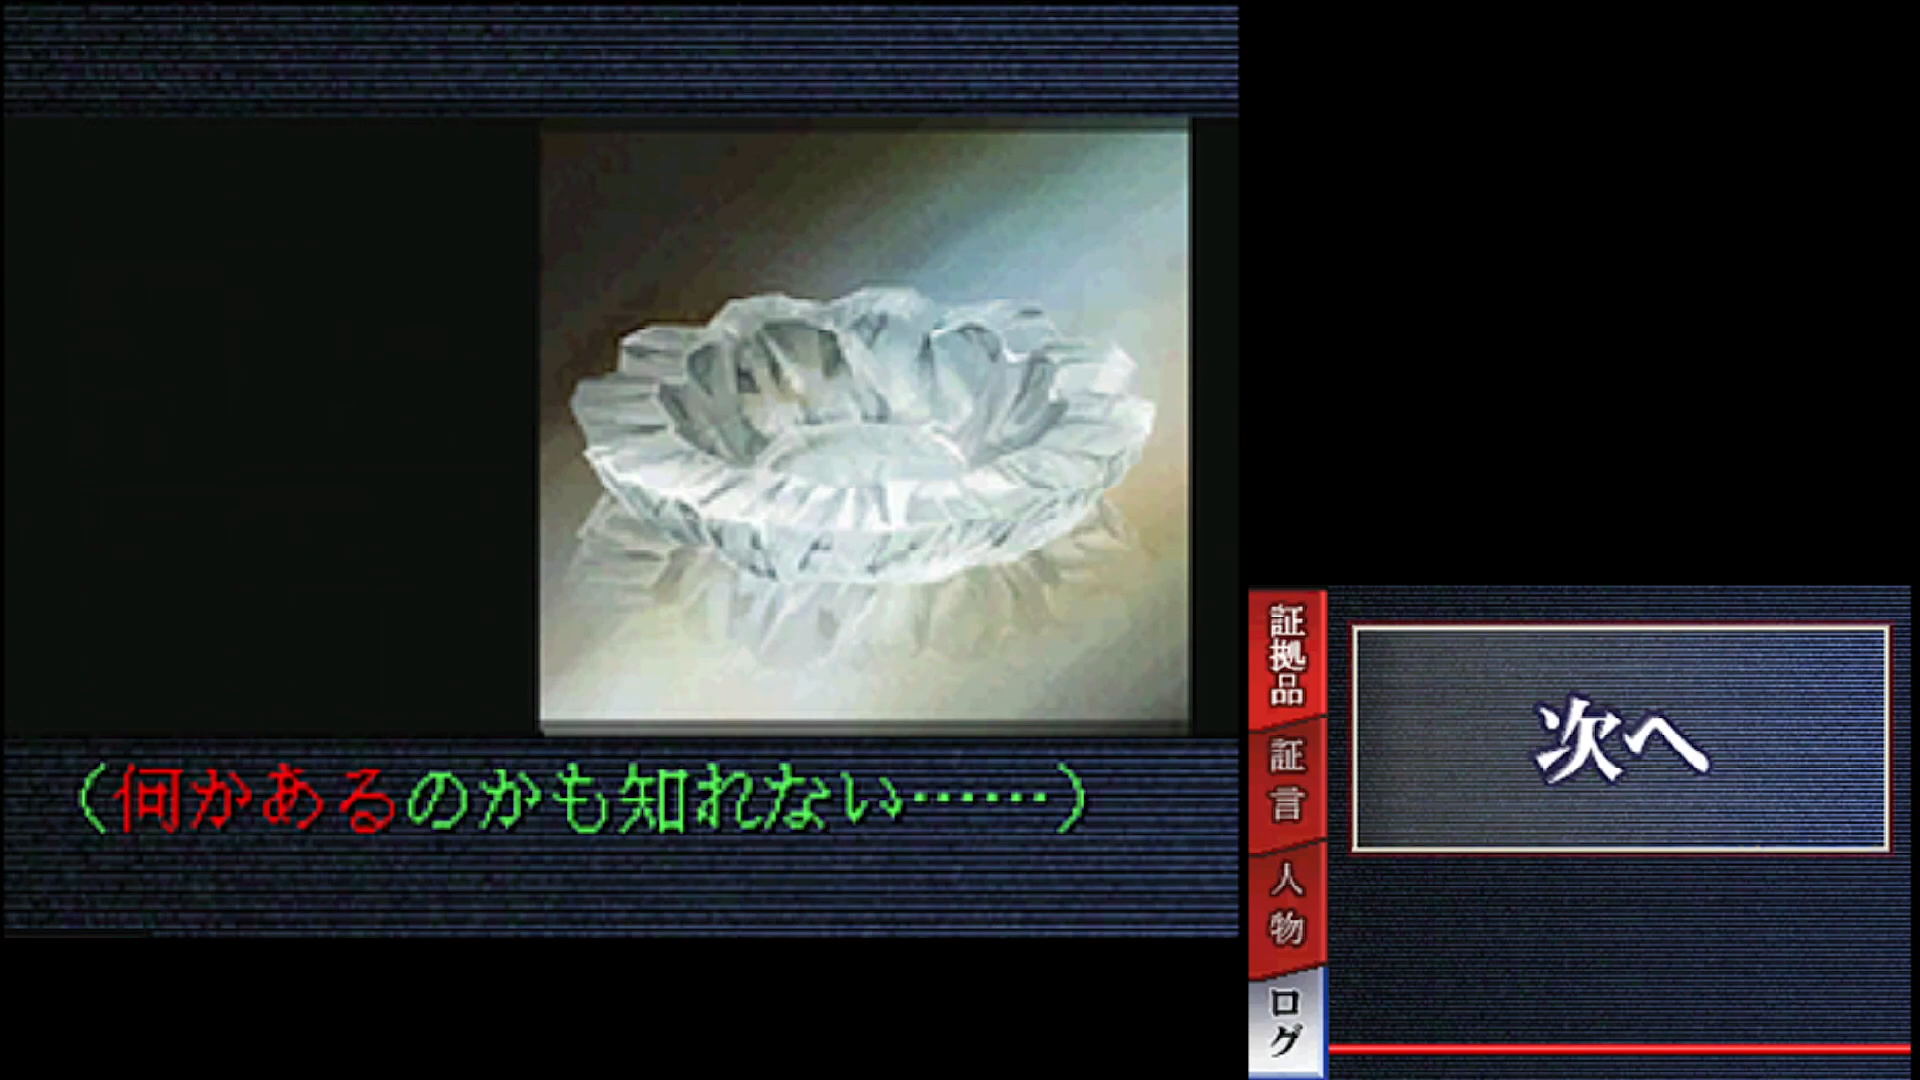 （何かあるのかも知れない……）
証拠品
証言
人物
ログ
次へ